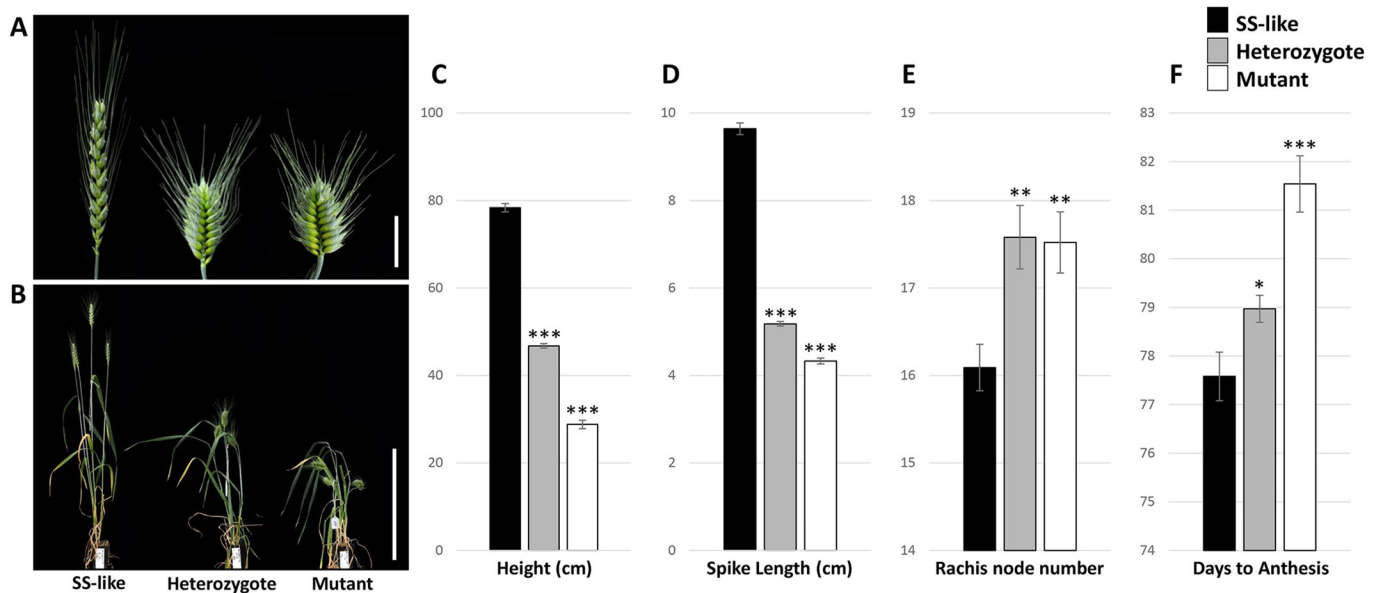 A
B
SS-like
Heterozygote
Mutant
SS-like
Heterozygote
Mutant
C
100
80
60
40
20
0
***
***
Height (cm)
D
10
8
6
4
2
0
***
***
Spike Length (cm)
E
19
18
17
16
15
14
**
**
Rachis node number
F
83
82
81
80
79
78
77
76
75
74
*
***
Days to Anthesis